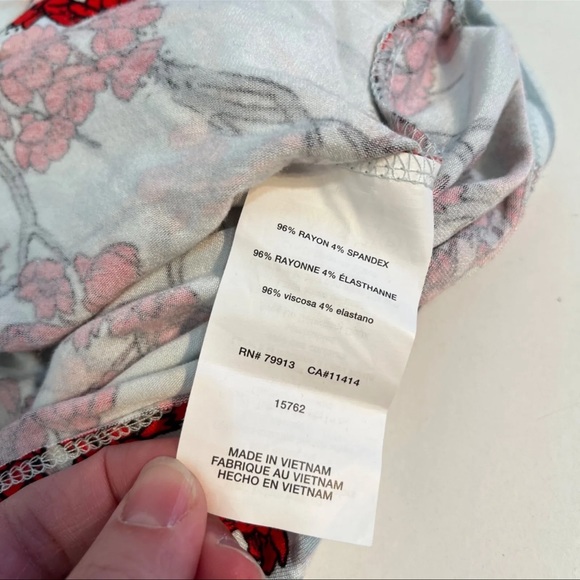 96% RAYON 4% SPANDEX
96% RAYONNE 4% ÉLASTHANNE
96% viscosa 4% elastano
RN# 79913 CA#11414
15762
MADE IN VIETNAM
FABRIQUE AU VIETNAM
HECHO EN VIETNAM